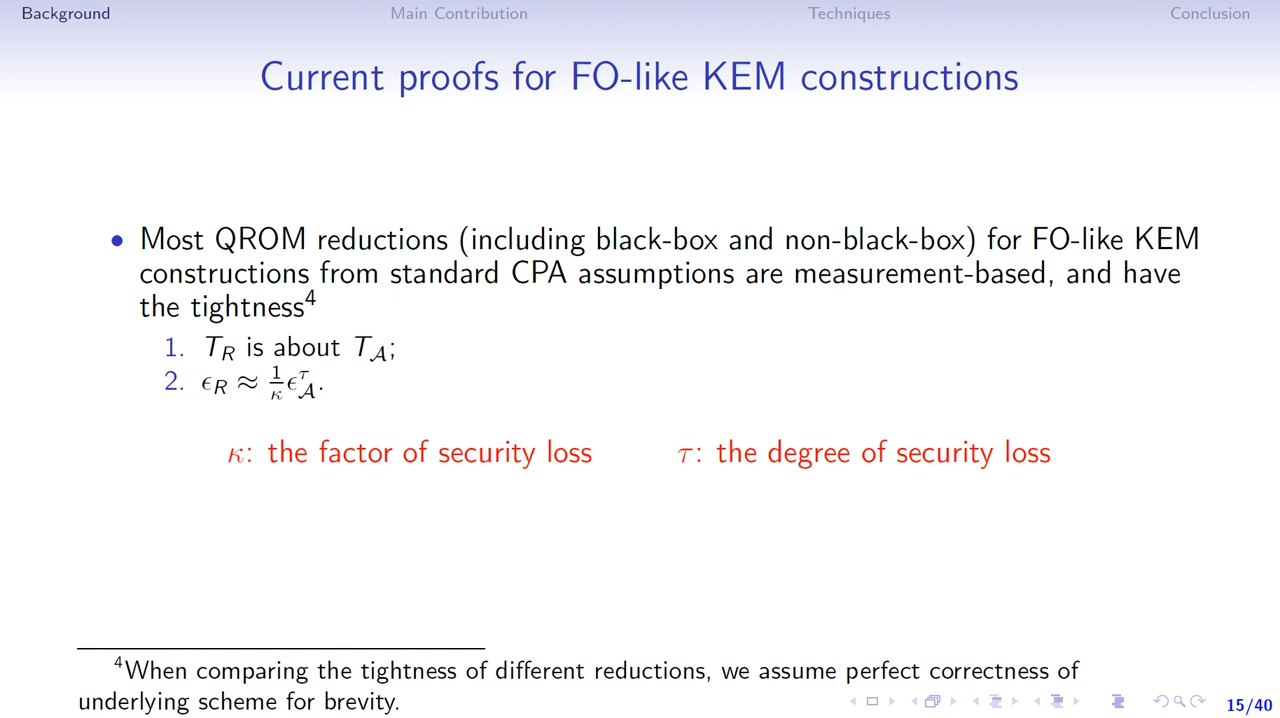 Background Main Contribution Techniques Conclusion
Current proofs for FO-like KEM constructions
• Most QROM reductions (including black-box and non-black-box) for FO-like KEM
constructions from standard CPA assumptions are measurement-based, and have
the tightness⁴
1. T_R is about T_𝒜;
2. ϵ_R ≈ 1/κ ϵ_𝒜^τ.
κ: the factor of security loss τ: the degree of security loss
⁴When comparing the tightness of different reductions, we assume perfect correctness of
underlying scheme for brevity.
15/40